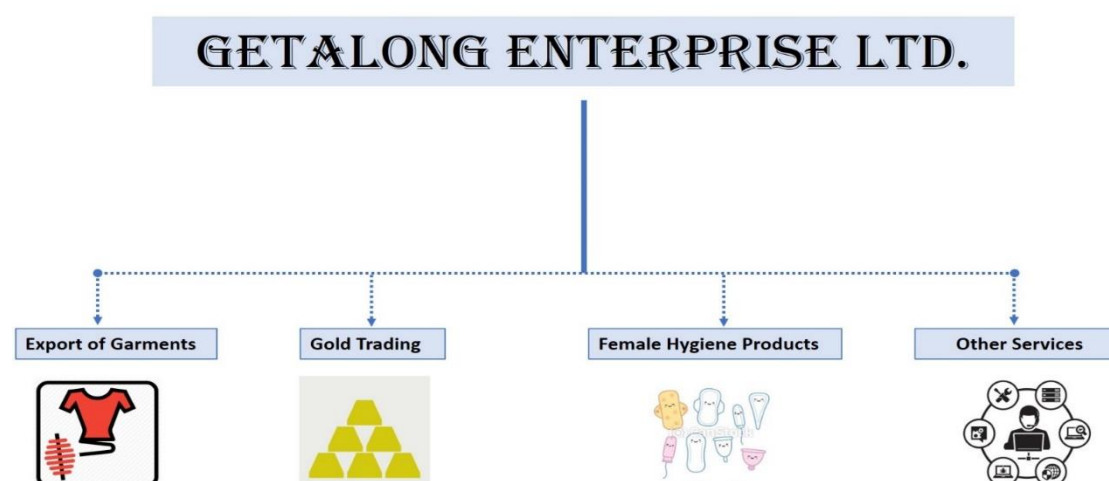 GETALONG ENTERPRISE LTD.
Export of Garments
Gold Trading
Female Hygiene Products
Other Services